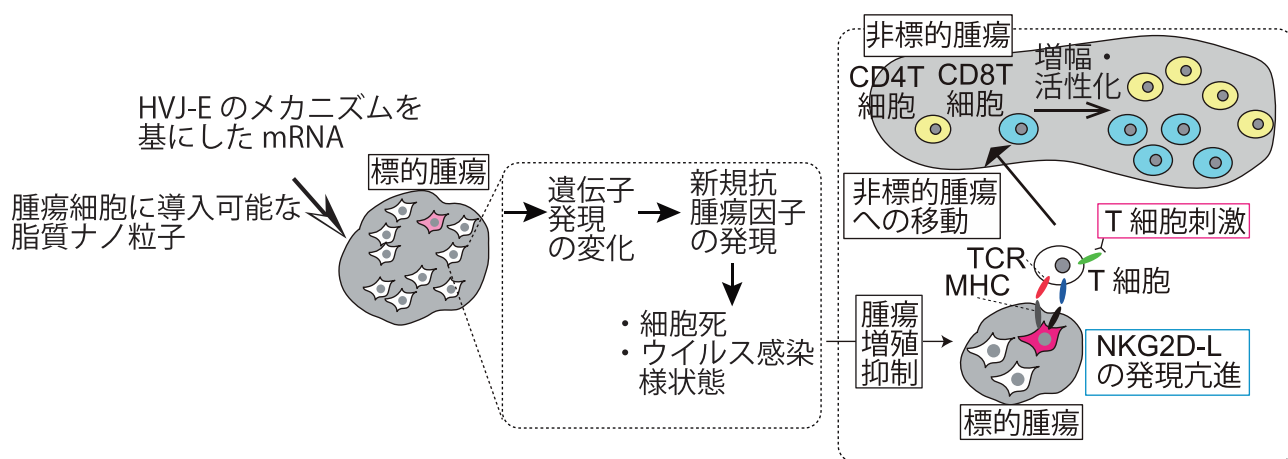 HVJ-E のメカニズムを
基にした mRNA
腫瘍細胞に導入可能な
脂質ナノ粒子
標的腫瘍
遺伝子
発現
の変化
新規抗
腫瘍因子
の発現
・細胞死
・ウイルス感染
様状態
腫瘍
増殖
抑制
非標的腫瘍
CD4T
細胞
CD8T
細胞
増幅・
活性化
非標的腫瘍
への移動
T 細胞刺激
TCR
MHC
T 細胞
NKG2D-L
の発現亢進
標的腫瘍